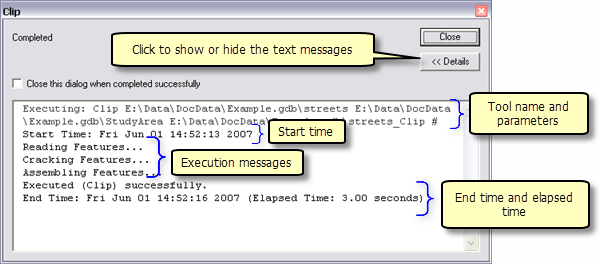 Clip
Completed
Click to show or hide the text messages
Close
<< Details
Close this dialog when completed successfully
Executing: Clip E:\Data\DocData\Example.gdb\streets E:\Data\DocData
\Example.gdb\StudyArea E:\Data\DocData\ \streets_Clip #
Tool name and
parameters
Start Time: Fri Jun 01 14:52:13 2007
Start time
Reading Features...
Cracking Features...
Assembling Features...
Execution messages
Executed (Clip) successfully.
End Time: Fri Jun 01 14:52:16 2007 (Elapsed Time: 3.00 seconds)
End time and elapsed
time